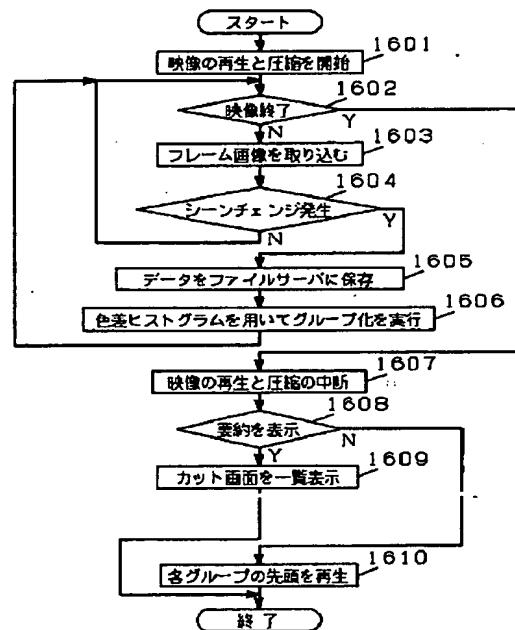 スタート
1601
映像の再生と圧縮を開始
1602
映像終了
Y
N
1603
フレーム画像を取り込む
1604
シーンチェンジ発生
Y
N
1605
データをファイルサーバに保存
1606
色差ヒストグラムを用いてグループ化を実行
1607
映像の再生と圧縮の中断
1608
要約を表示
N
Y
1609
カット画面を一覧表示
1610
各グループの先頭を再生
終了